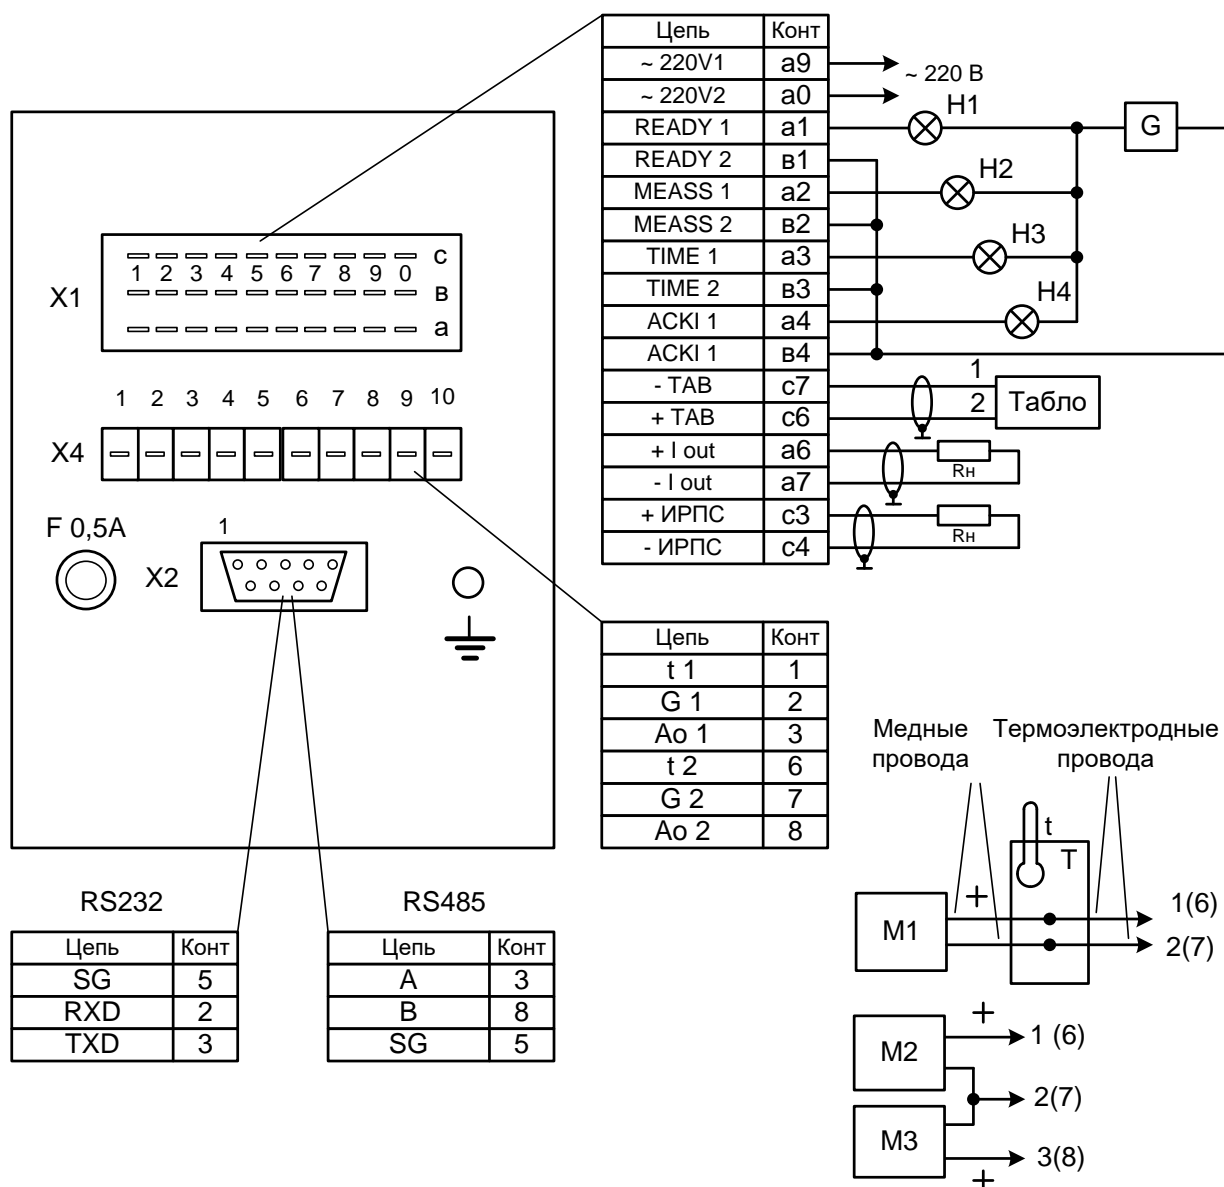 Цепь Конт
~ 220V1 a9
~ 220V2 a0
READY 1 a1
READY 2 в1
MEASS 1 a2
MEASS 2 в2
TIME 1 a3
TIME 2 в3
ACKI 1 a4
ACKI 1 в4
- TAB c7
+ TAB c6
+ I out a6
- I out a7
+ ИРПС c3
- ИРПС c4
~ 220 В
H1
G
H2
H3
H4
1
2
Табло
Rн
Rн
X1
c
1 2 3 4 5 6 7 8 9 0
в
a
1 2 3 4 5 6 7 8 9 10
X4
F 0,5A
1
X2
Цепь Конт
t 1 1
G 1 2
Ao 1 3
t 2 6
G 2 7
Ao 2 8
RS232
Цепь Конт
SG 5
RXD 2
TXD 3
RS485
Цепь Конт
A 3
B 8
SG 5
Медные
провода
Термоэлектродные
провода
t
T
+
M1
1(6)
2(7)
+
M2
1 (6)
2(7)
M3
3(8)
+